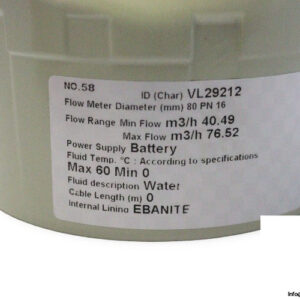 NO.58 ID (Char) VL29212
Flow Meter Diameter (mm) 80 PN 16
Flow Range Min Flow m3/h 40.49
Max Flow m3/h 76.52
Power Supply Battery
Fluid Temp. °C : According to specifications
Max 60 Min 0
Fluid description Water
Cable Length (m) 0
Internal Lining EBANITE